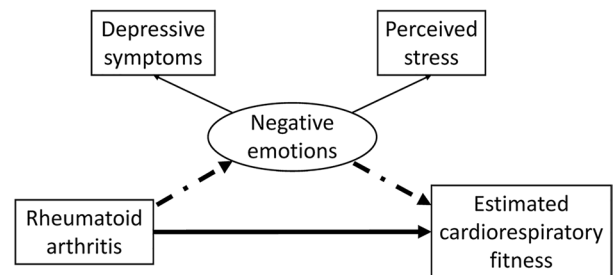 Depressive
symptoms
Perceived
stress
Negative
emotions
Rheumatoid
arthritis
Estimated
cardiorespiratory
fitness